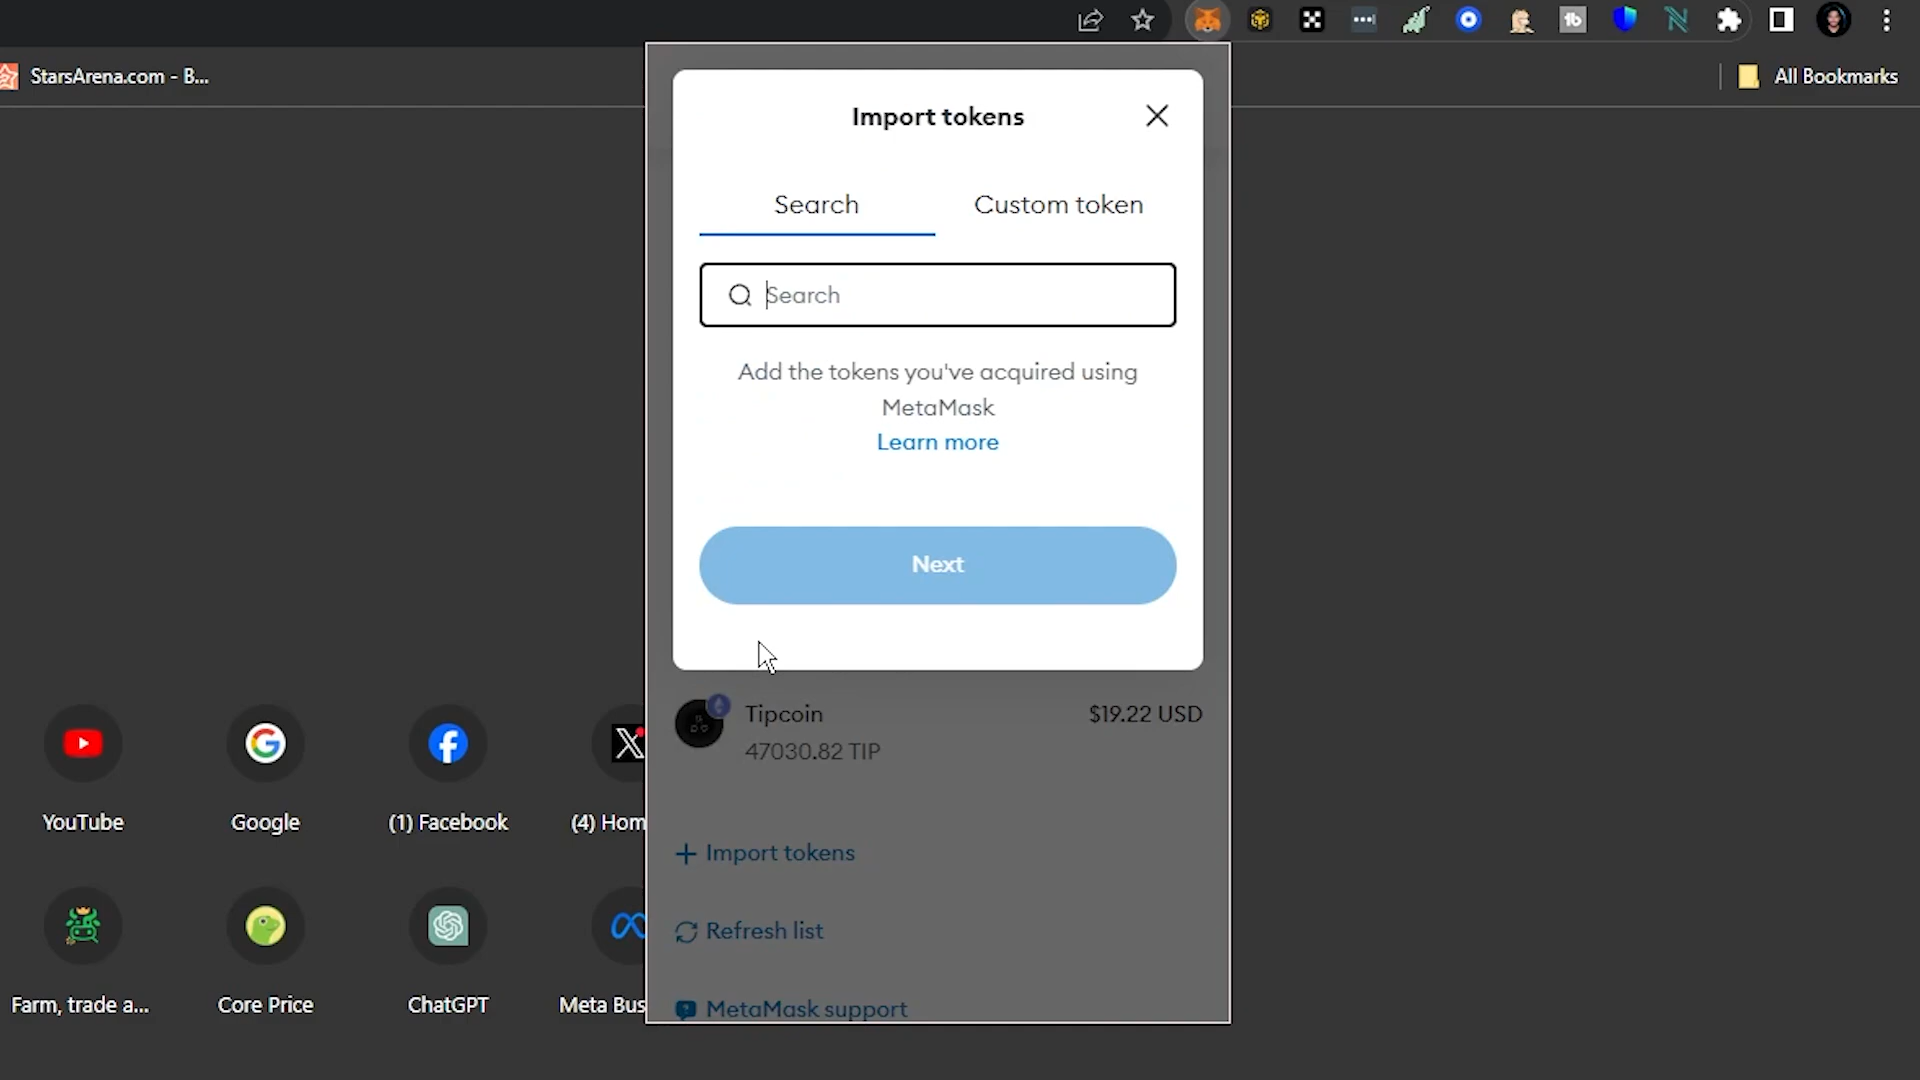 StarsArena.com - B...
All Bookmarks
Import tokens
Search
Custom token
Search
Add the tokens you've acquired using
MetaMask
Learn more
Next
Tipcoin
$19.22 USD
47030.82 TIP
Import tokens
Refresh list
MetaMask support
YouTube
Google
(1) Facebook
(4) Hom
Farm, trade a...
Core Price
ChatGPT
Meta Bus